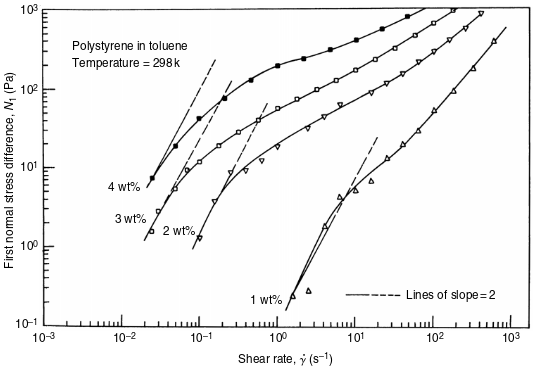 10³
Polystyrene in toluene
Temperature = 298 k
10²
10¹
10⁰
10⁻¹
First normal stress difference, N₁ (Pa)
4 wt%
3 wt%
2 wt%
1 wt%
Lines of slope = 2
10⁻³
10⁻²
10⁻¹
10⁰
10¹
10²
10³
Shear rate, γ̇ (s⁻¹)